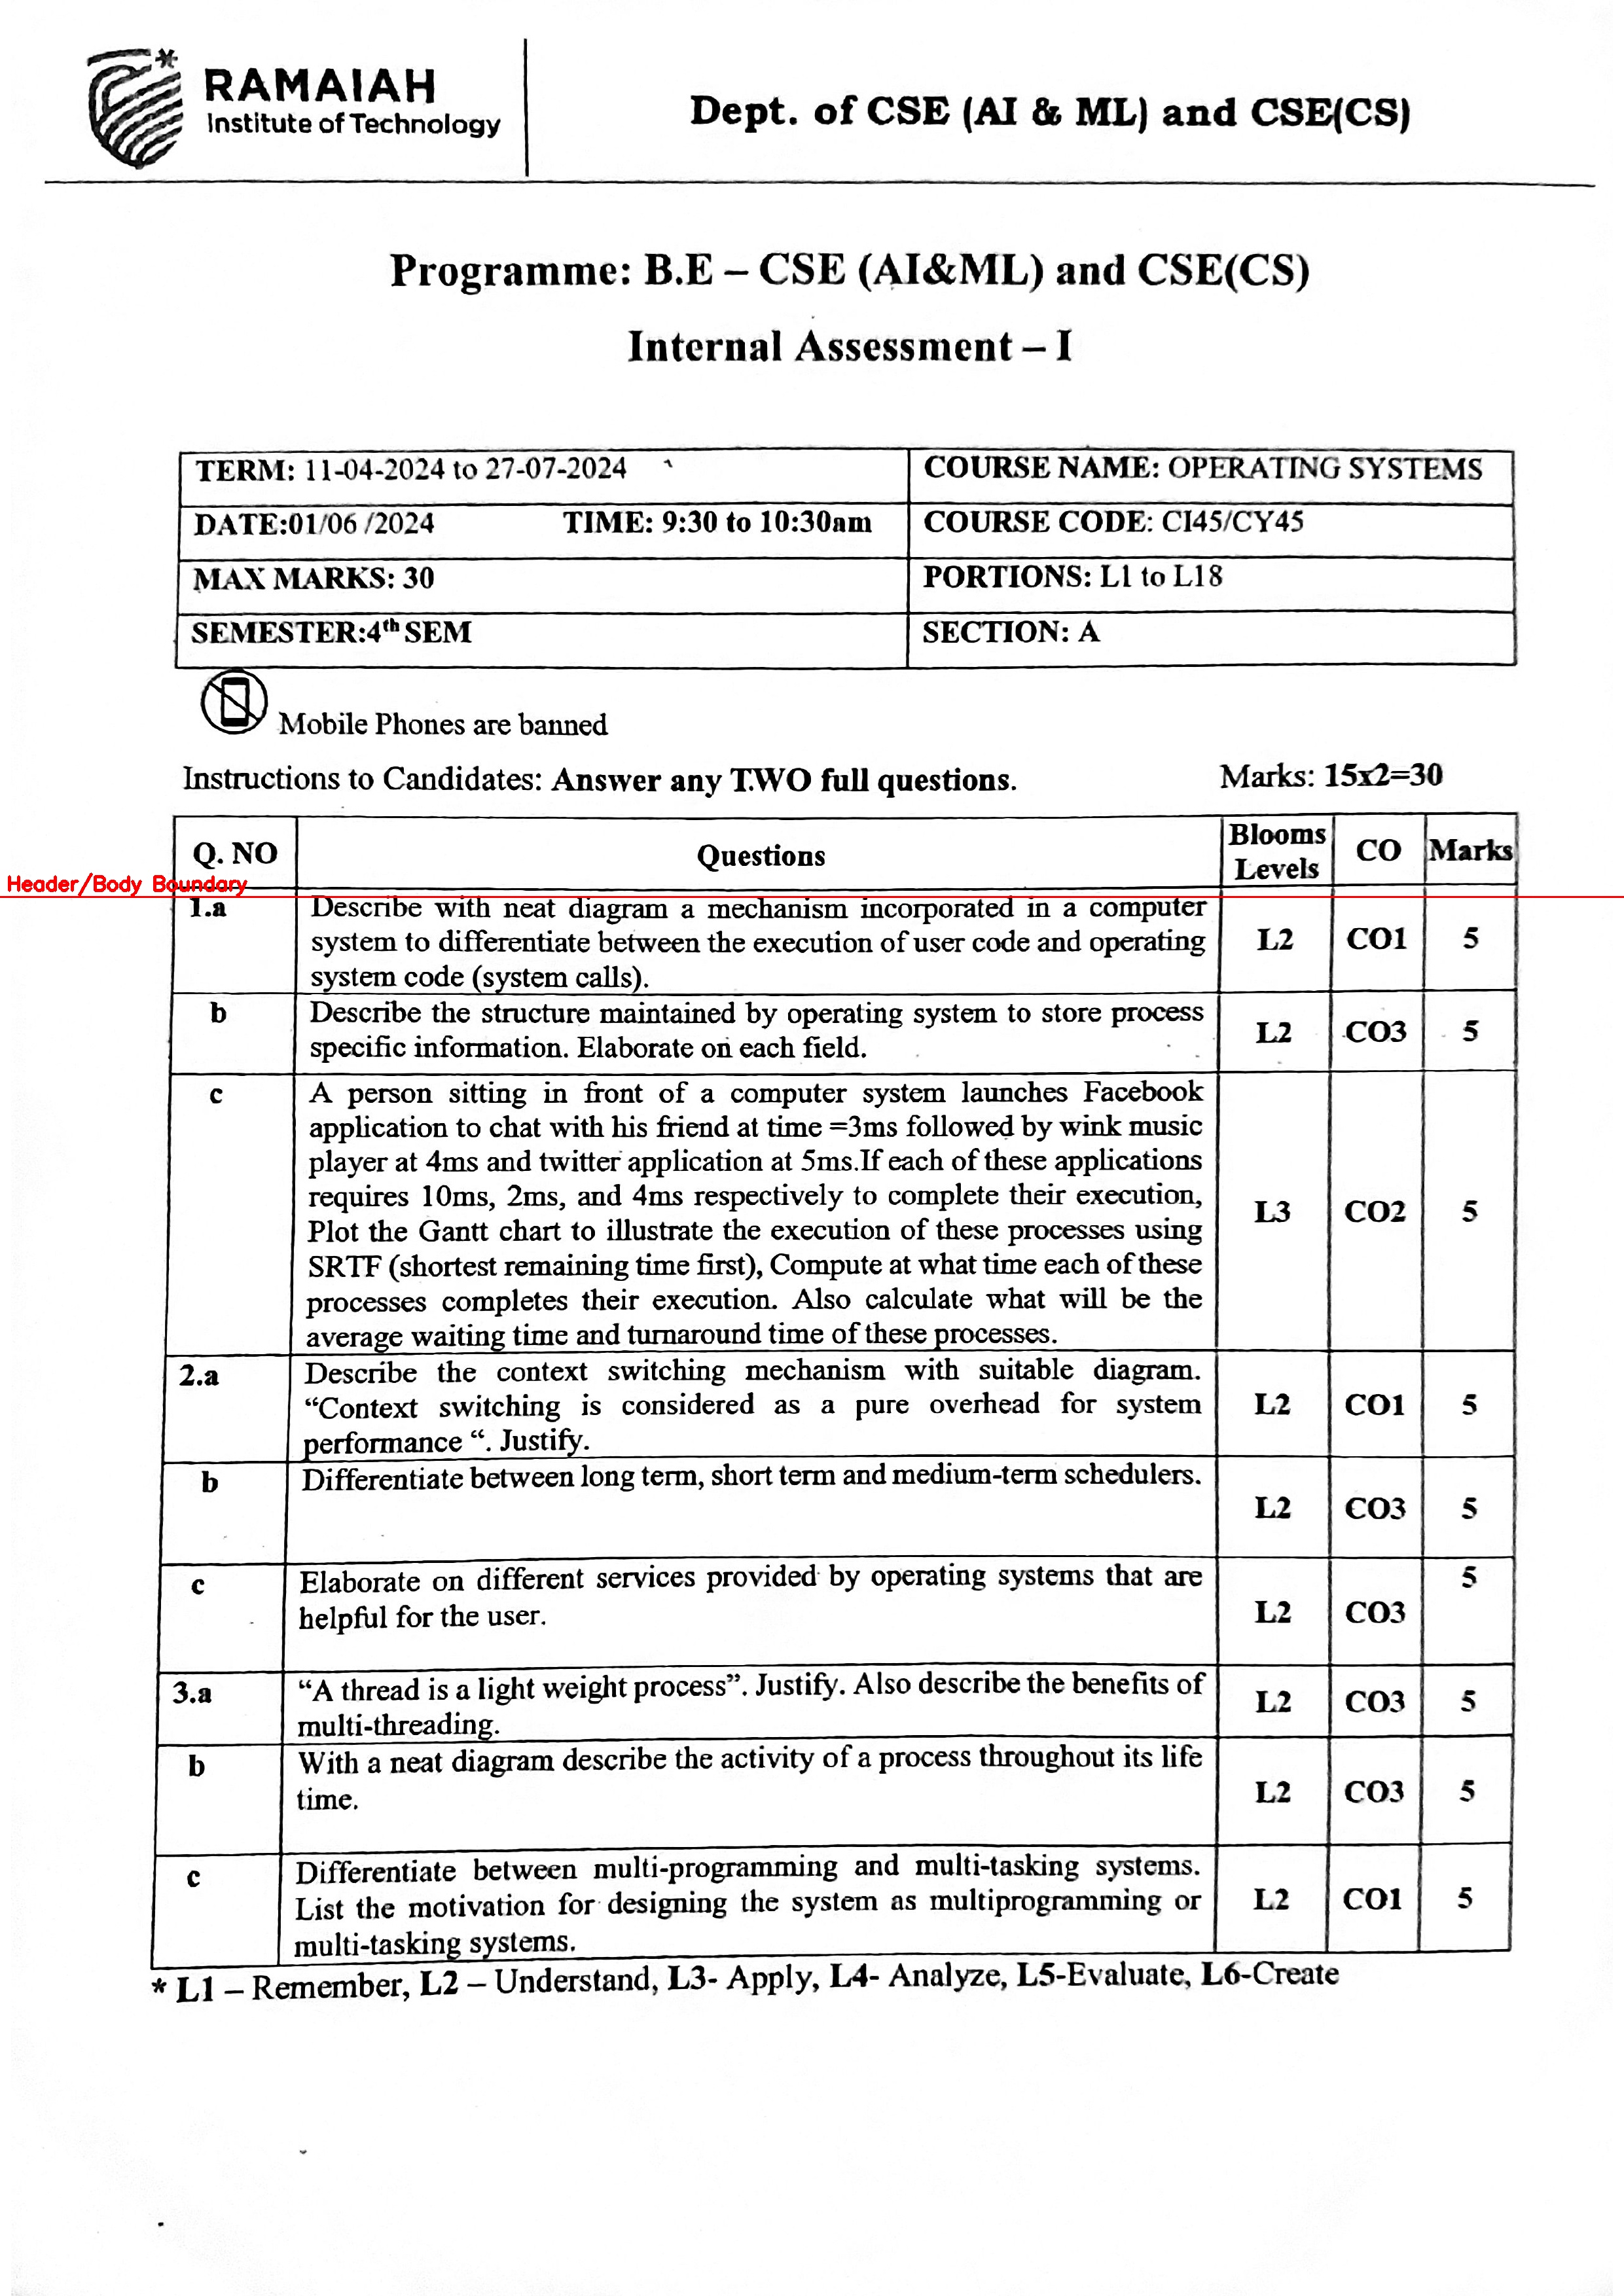 RAMAIAH
Institute of Technology
Dept. of CSE (AI & ML) and CSE(CS)
Programme: B.E – CSE (AI&ML) and CSE(CS)
Internal Assessment – I
TERM: 11-04-2024 to 27-07-2024 COURSE NAME: OPERATING SYSTEMS
DATE:01/06 /2024 TIME: 9:30 to 10:30am COURSE CODE: CI45/CY45
MAX MARKS: 30 PORTIONS: L1 to L18
SEMESTER:4th SEM SECTION: A
Mobile Phones are banned
Instructions to Candidates: Answer any TWO full questions. Marks: 15x2=30
Q. NO Questions Blooms Levels CO Marks
Header/Body Boundary
1.a Describe with neat diagram a mechanism incorporated in a computer
system to differentiate between the execution of user code and operating L2 CO1 5
system code (system calls).
b Describe the structure maintained by operating system to store process
specific information. Elaborate on each field. L2 CO3 5
c A person sitting in front of a computer system launches Facebook
application to chat with his friend at time =3ms followed by wink music
player at 4ms and twitter application at 5ms.If each of these applications
requires 10ms, 2ms, and 4ms respectively to complete their execution,
Plot the Gantt chart to illustrate the execution of these processes using L3 CO2 5
SRTF (shortest remaining time first), Compute at what time each of these
processes completes their execution. Also calculate what will be the
average waiting time and turnaround time of these processes.
2.a Describe the context switching mechanism with suitable diagram.
“Context switching is considered as a pure overhead for system L2 CO1 5
performance “. Justify.
b Differentiate between long term, short term and medium-term schedulers.
L2 CO3 5
c Elaborate on different services provided by operating systems that are 5
helpful for the user. L2 CO3
3.a “A thread is a light weight process”. Justify. Also describe the benefits of L2 CO3 5
multi-threading.
b With a neat diagram describe the activity of a process throughout its life
time. L2 CO3 5
c Differentiate between multi-programming and multi-tasking systems.
List the motivation for designing the system as multiprogramming or L2 CO1 5
multi-tasking systems.
* L1 – Remember, L2 – Understand, L3- Apply, L4- Analyze, L5-Evaluate, L6-Create